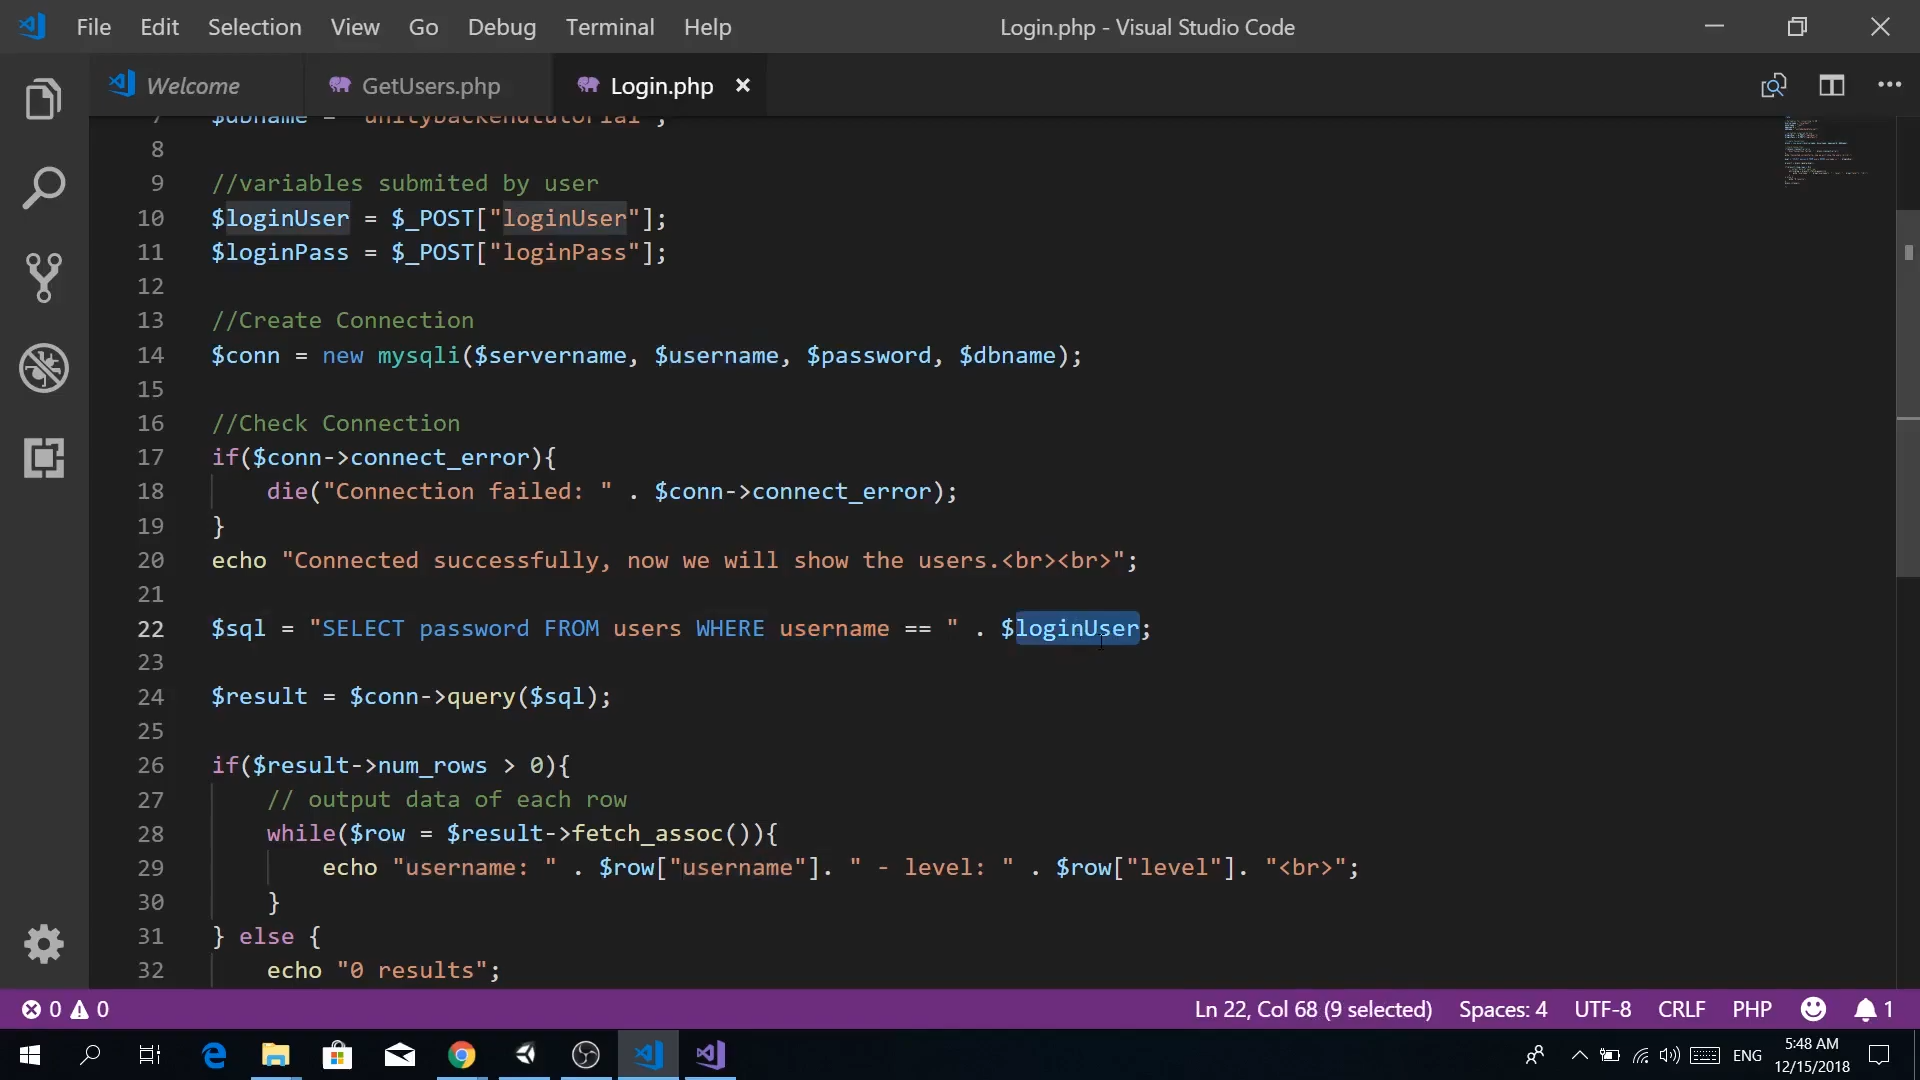 File Edit Selection View Go Debug Terminal Help Login.php - Visual Studio Code
Welcome GetUsers.php Login.php
7 $dbname = "unitybackendtutorial";
8
9 //variables submited by user
10 $loginUser = $_POST["loginUser"];
11 $loginPass = $_POST["loginPass"];
12
13 //Create Connection
14 $conn = new mysqli($servername, $username, $password, $dbname);
15
16 //Check Connection
17 if($conn->connect_error){
18 die("Connection failed: " . $conn->connect_error);
19 }
20 echo "Connected successfully, now we will show the users.<br><br>";
21
22 $sql = "SELECT password FROM users WHERE username == " . $loginUser;
23
24 $result = $conn->query($sql);
25
26 if($result->num_rows > 0){
27 // output data of each row
28 while($row = $result->fetch_assoc()){
29 echo "username: " . $row["username"]. " - level: " . $row["level"]. "<br>";
30 }
31 } else {
32 echo "0 results";
0 0 Ln 22, Col 68 (9 selected) Spaces: 4 UTF-8 CRLF PHP 1
ENG 5:48 AM
12/15/2018